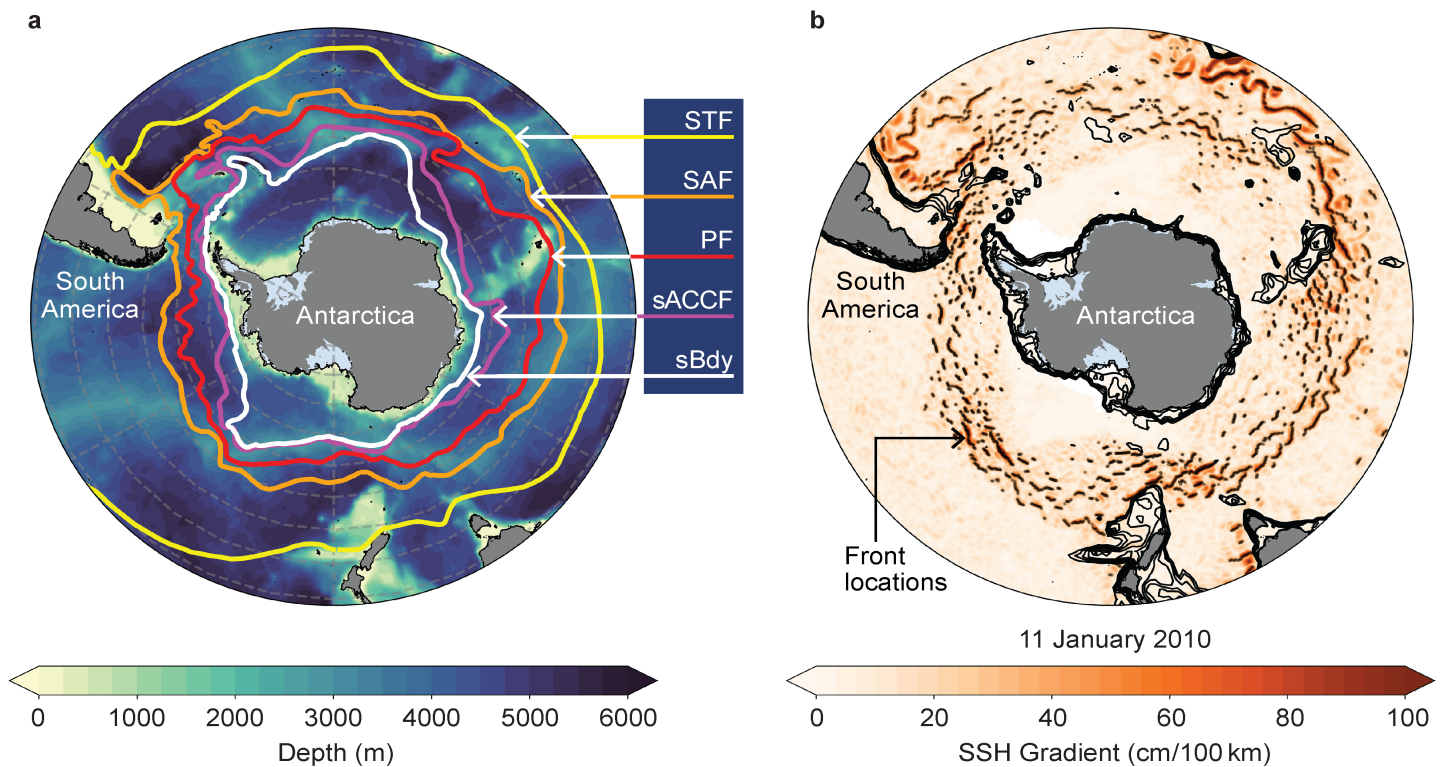 a
STF
SAF
PF
sACCF
sBdy
South
America
Antarctica
0 1000 2000 3000 4000 5000 6000
Depth (m)
b
South
America
Antarctica
Front
locations
11 January 2010
0 20 40 60 80 100
SSH Gradient (cm/100 km)